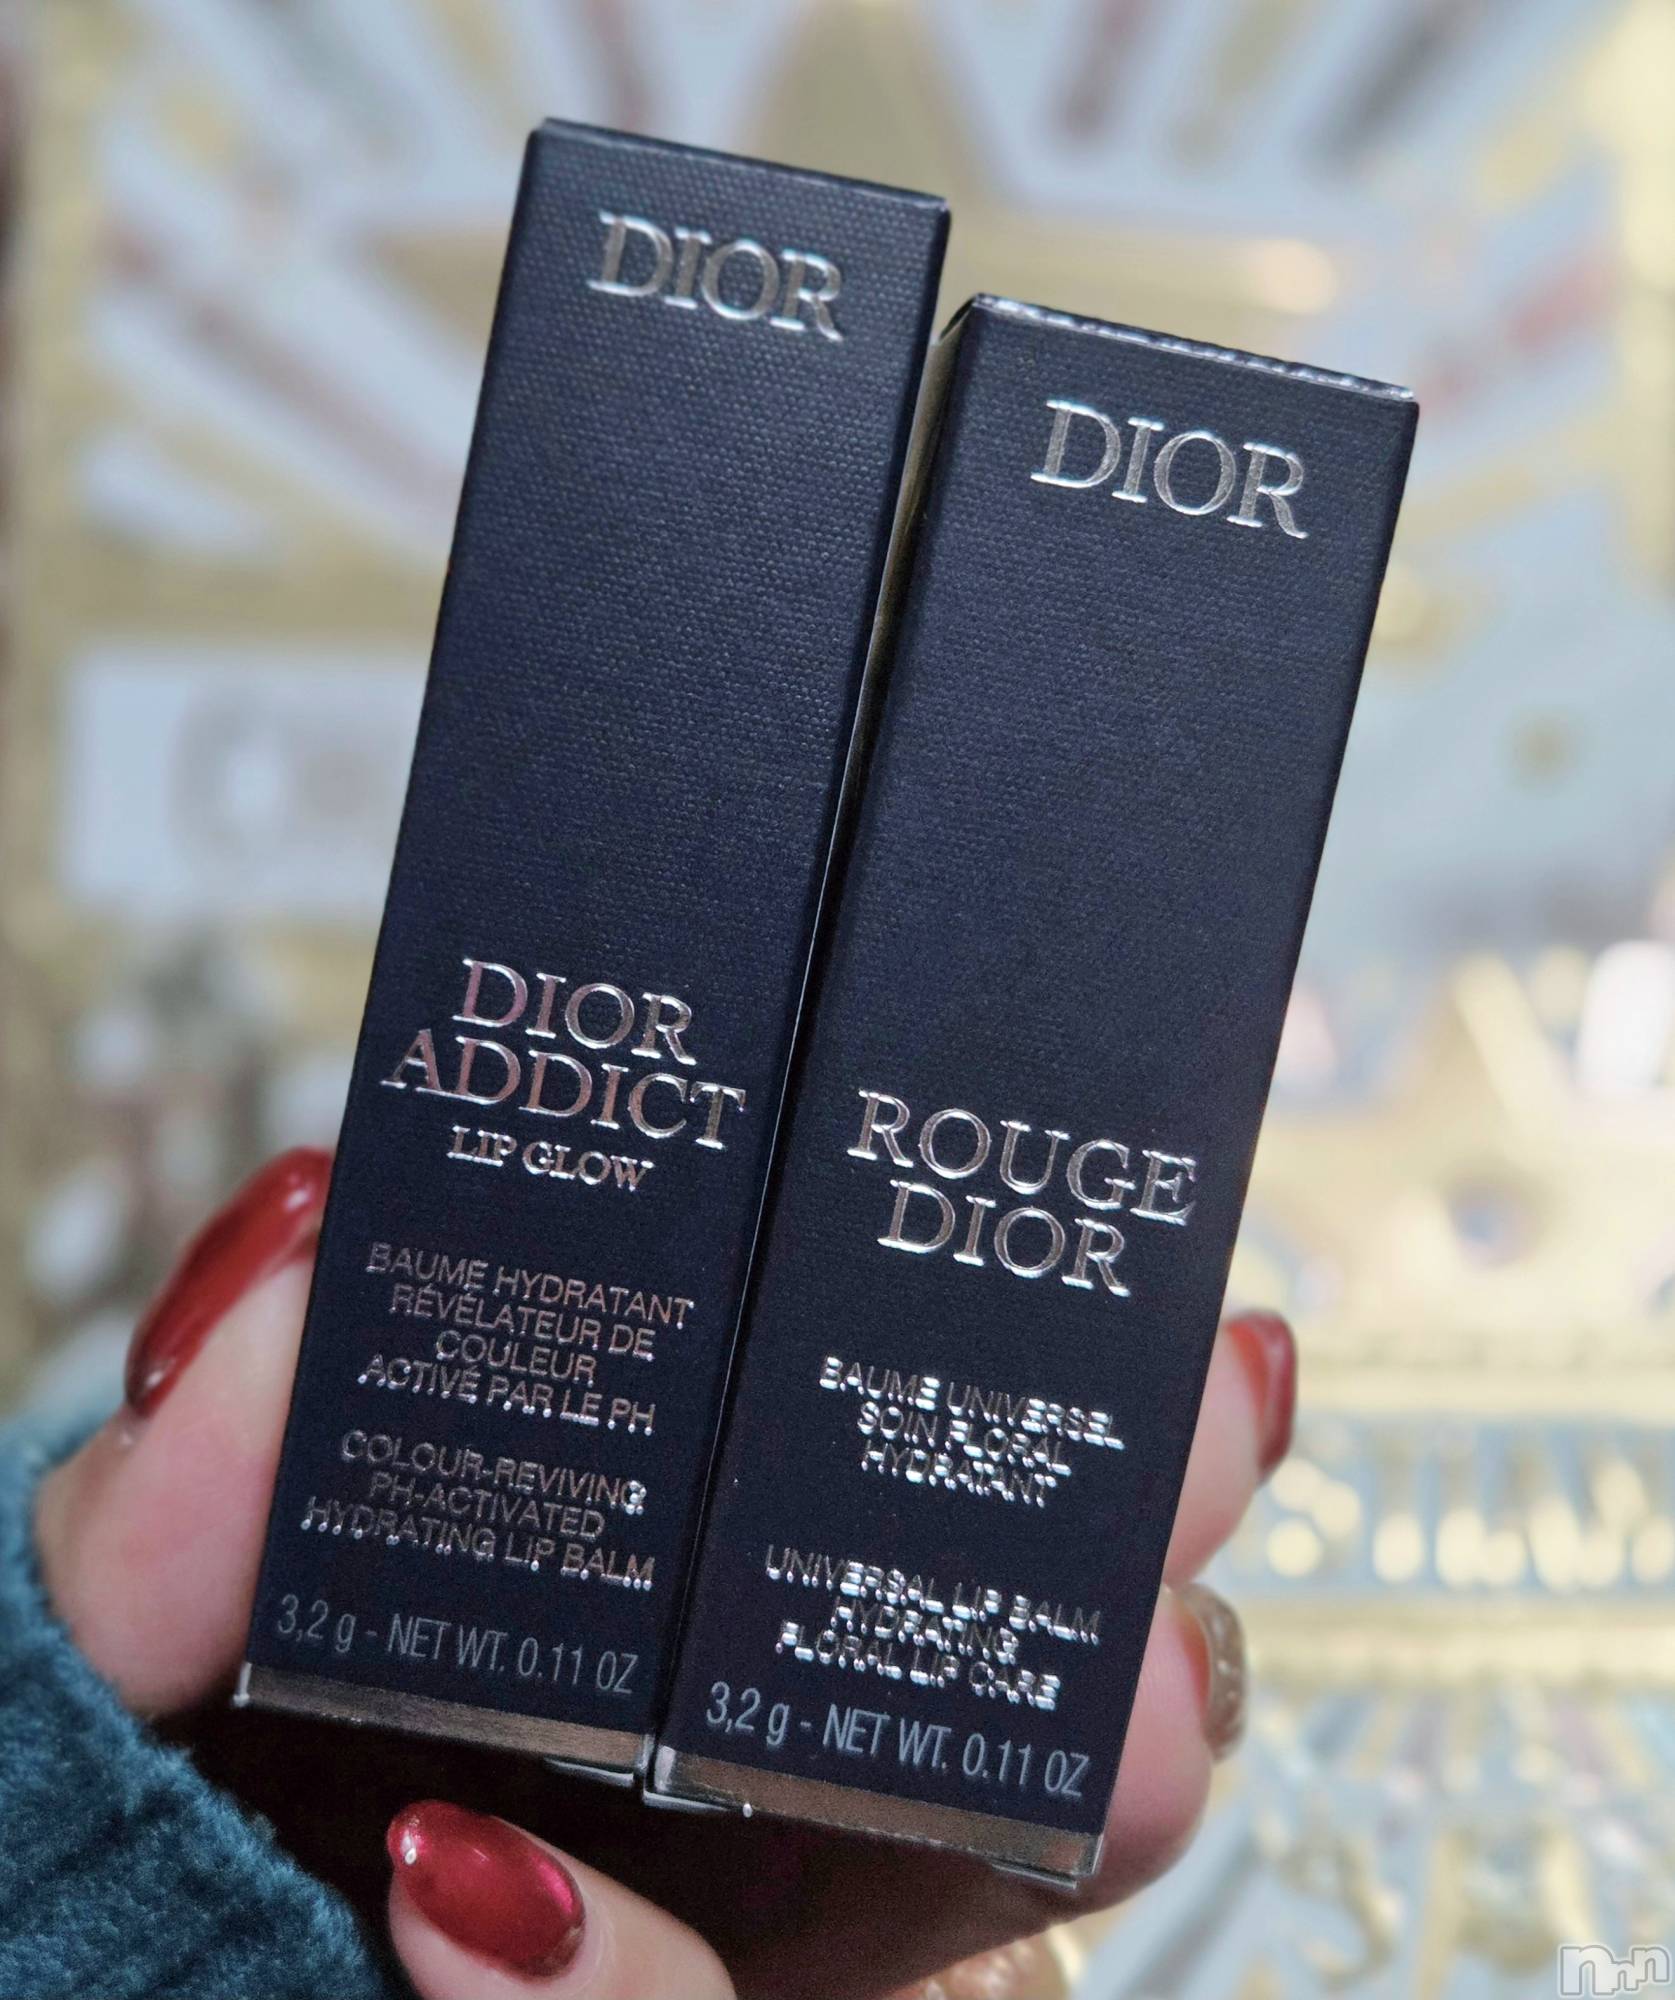 DIOR
DIOR
ADDICT
LIP GLOW
BAUME HYDRATANT
RÉVÉLATEUR DE
COULEUR
ACTIVÉ PAR LE PH
COLOUR-REVIVING
PH-ACTIVATED
HYDRATING LIP BALM
3,2 g - NET WT. 0.11 OZ
DIOR
ROUGE
DIOR
BAUME UNIVERSEL
SOIN FLORAL
HYDRATANT
UNIVERSAL LIP BALM
HYDRATING
FLORAL LIP CARE
3,2 g - NET WT. 0.11 OZ